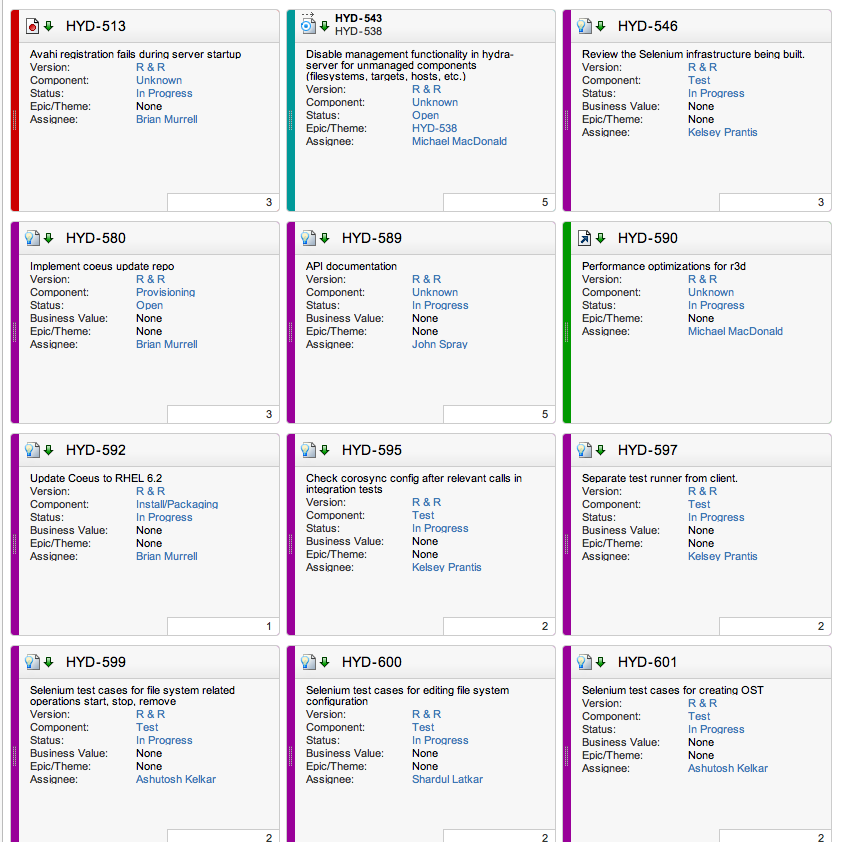 HYD-513
Avahi registration fails during server startup
Version: R & R
Component: Unknown
Status: In Progress
Epic/Theme: None
Assignee: Brian Murrell
3
HYD-543
HYD-538
Disable management functionality in hydra-
server for unmanaged components
(filesystems, targets, hosts, etc.)
Version: R & R
Component: Unknown
Status: Open
Epic/Theme: HYD-538
Assignee: Michael MacDonald
5
HYD-546
Review the Selenium infrastructure being built.
Version: R & R
Component: Test
Status: In Progress
Business Value: None
Epic/Theme: None
Assignee: Kelsey Prantis
3
HYD-580
Implement coeus update repo
Version: R & R
Component: Provisioning
Status: Open
Business Value: None
Epic/Theme: None
Assignee: Brian Murrell
3
HYD-589
API documentation
Version: R & R
Component: Unknown
Status: In Progress
Business Value: None
Epic/Theme: None
Assignee: John Spray
5
HYD-590
Performance optimizations for r3d
Version: R & R
Component: Unknown
Status: In Progress
Epic/Theme: None
Assignee: Michael MacDonald
HYD-592
Update Coeus to RHEL 6.2
Version: R & R
Component: Install/Packaging
Status: In Progress
Business Value: None
Epic/Theme: None
Assignee: Brian Murrell
1
HYD-595
Check corosync config after relevant calls in
integration tests
Version: R & R
Component: Test
Status: In Progress
Business Value: None
Epic/Theme: None
Assignee: Kelsey Prantis
2
HYD-597
Separate test runner from client.
Version: R & R
Component: Test
Status: In Progress
Business Value: None
Epic/Theme: None
Assignee: Kelsey Prantis
2
HYD-599
Selenium test cases for file system related
operations start, stop, remove
Version: R & R
Component: Test
Status: In Progress
Business Value: None
Epic/Theme: None
Assignee: Ashutosh Kelkar
2
HYD-600
Selenium test cases for editing file system
configuration
Version: R & R
Component: Test
Status: In Progress
Business Value: None
Epic/Theme: None
Assignee: Shardul Latkar
2
HYD-601
Selenium test cases for creating OST
Version: R & R
Component: Test
Status: In Progress
Business Value: None
Epic/Theme: None
Assignee: Ashutosh Kelkar
2